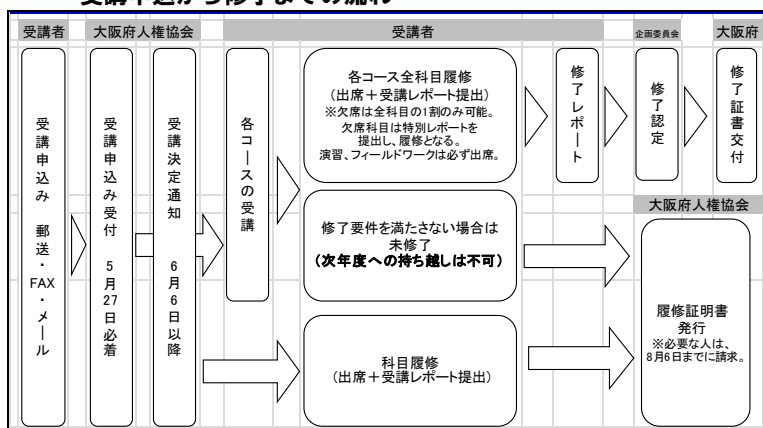 受講申込から修了までの流れ
受講者
大阪府人権協会
受講者
企画委員会
大阪府
受講申込み　郵送・FAX・メール
受講申込み受付　5月27日必着
受講決定通知　6月6日以降
各コースの受講
各コース全科目履修
(出席＋受講レポート提出)
※欠席は全科目の1割のみ可能。
欠席科目は特別レポートを
提出し、履修となる。
演習、フィールドワークは必ず出席。
修了レポート
修了認定
修了証書交付
修了要件を満たさない場合は
未修了
(次年度への持ち越しは不可)
大阪府人権協会
履修証明書
発行
※必要な人は、
8月6日までに請求。
科目履修
(出席＋受講レポート提出)